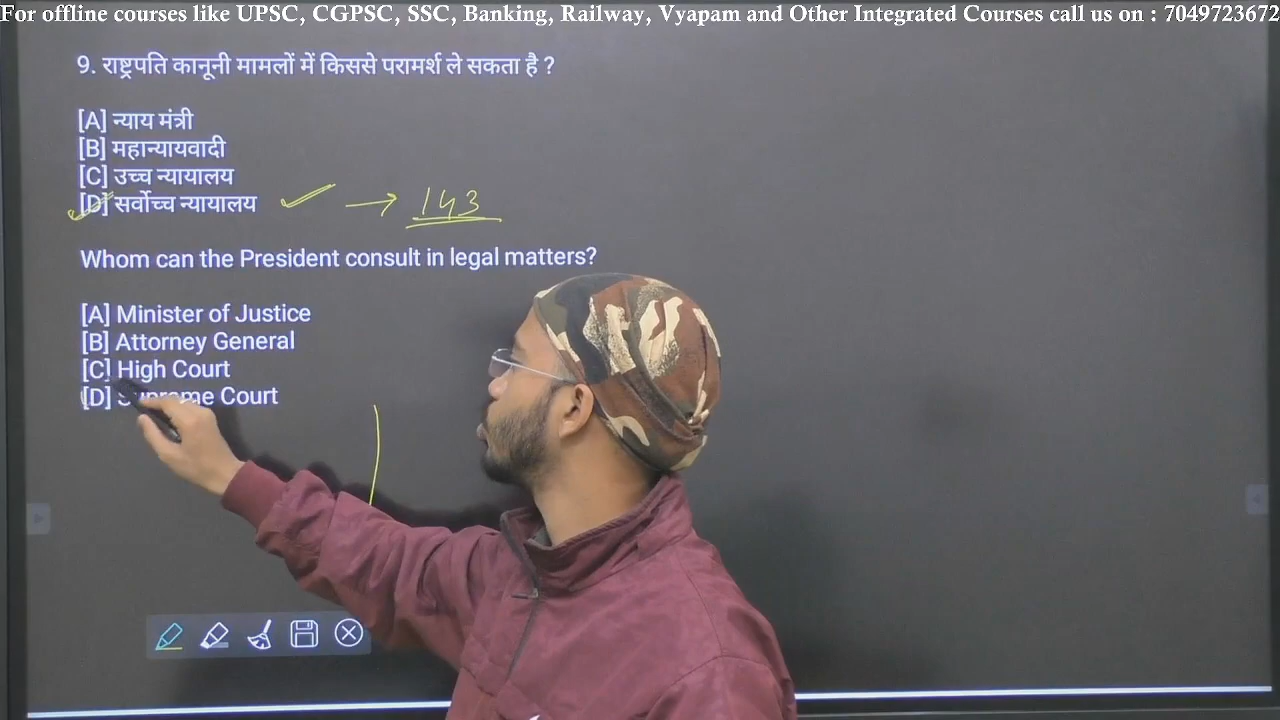 For offline courses like UPSC, CGPSC, SSC, Banking, Railway, Vyapam and Other Integrated Courses call us on : 7049723672
9. राष्ट्रपति कानूनी मामलों में किससे परामर्श ले सकता है ?
[A] न्याय मंत्री
[B] महान्यायवादी
[C] उच्च न्यायालय
[D] सर्वोच्च न्यायालय → 143
Whom can the President consult in legal matters?
[A] Minister of Justice
[B] Attorney General
[C] High Court
[D] Supreme Court